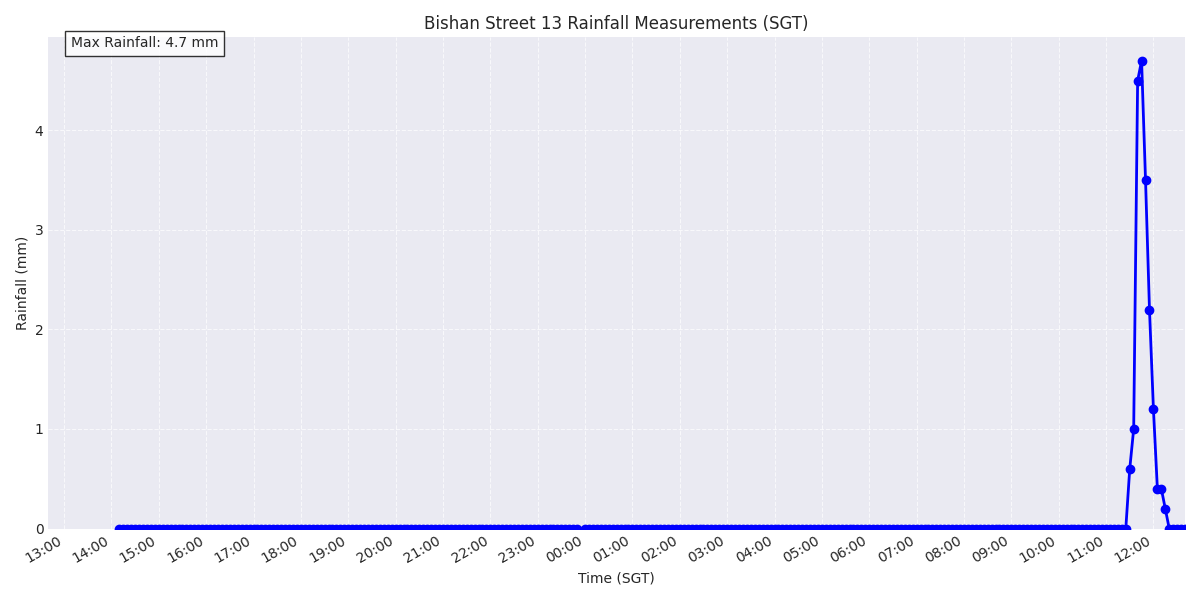 Bishan Street 13 Rainfall Measurements (SGT)
Max Rainfall: 4.7 mm
Rainfall (mm)
4
3
2
1
0
13:00 14:00 15:00 16:00 17:00 18:00 19:00 20:00 21:00 22:00 23:00 00:00 01:00 02:00 03:00 04:00 05:00 06:00 07:00 08:00 09:00 10:00 11:00 12:00
Time (SGT)